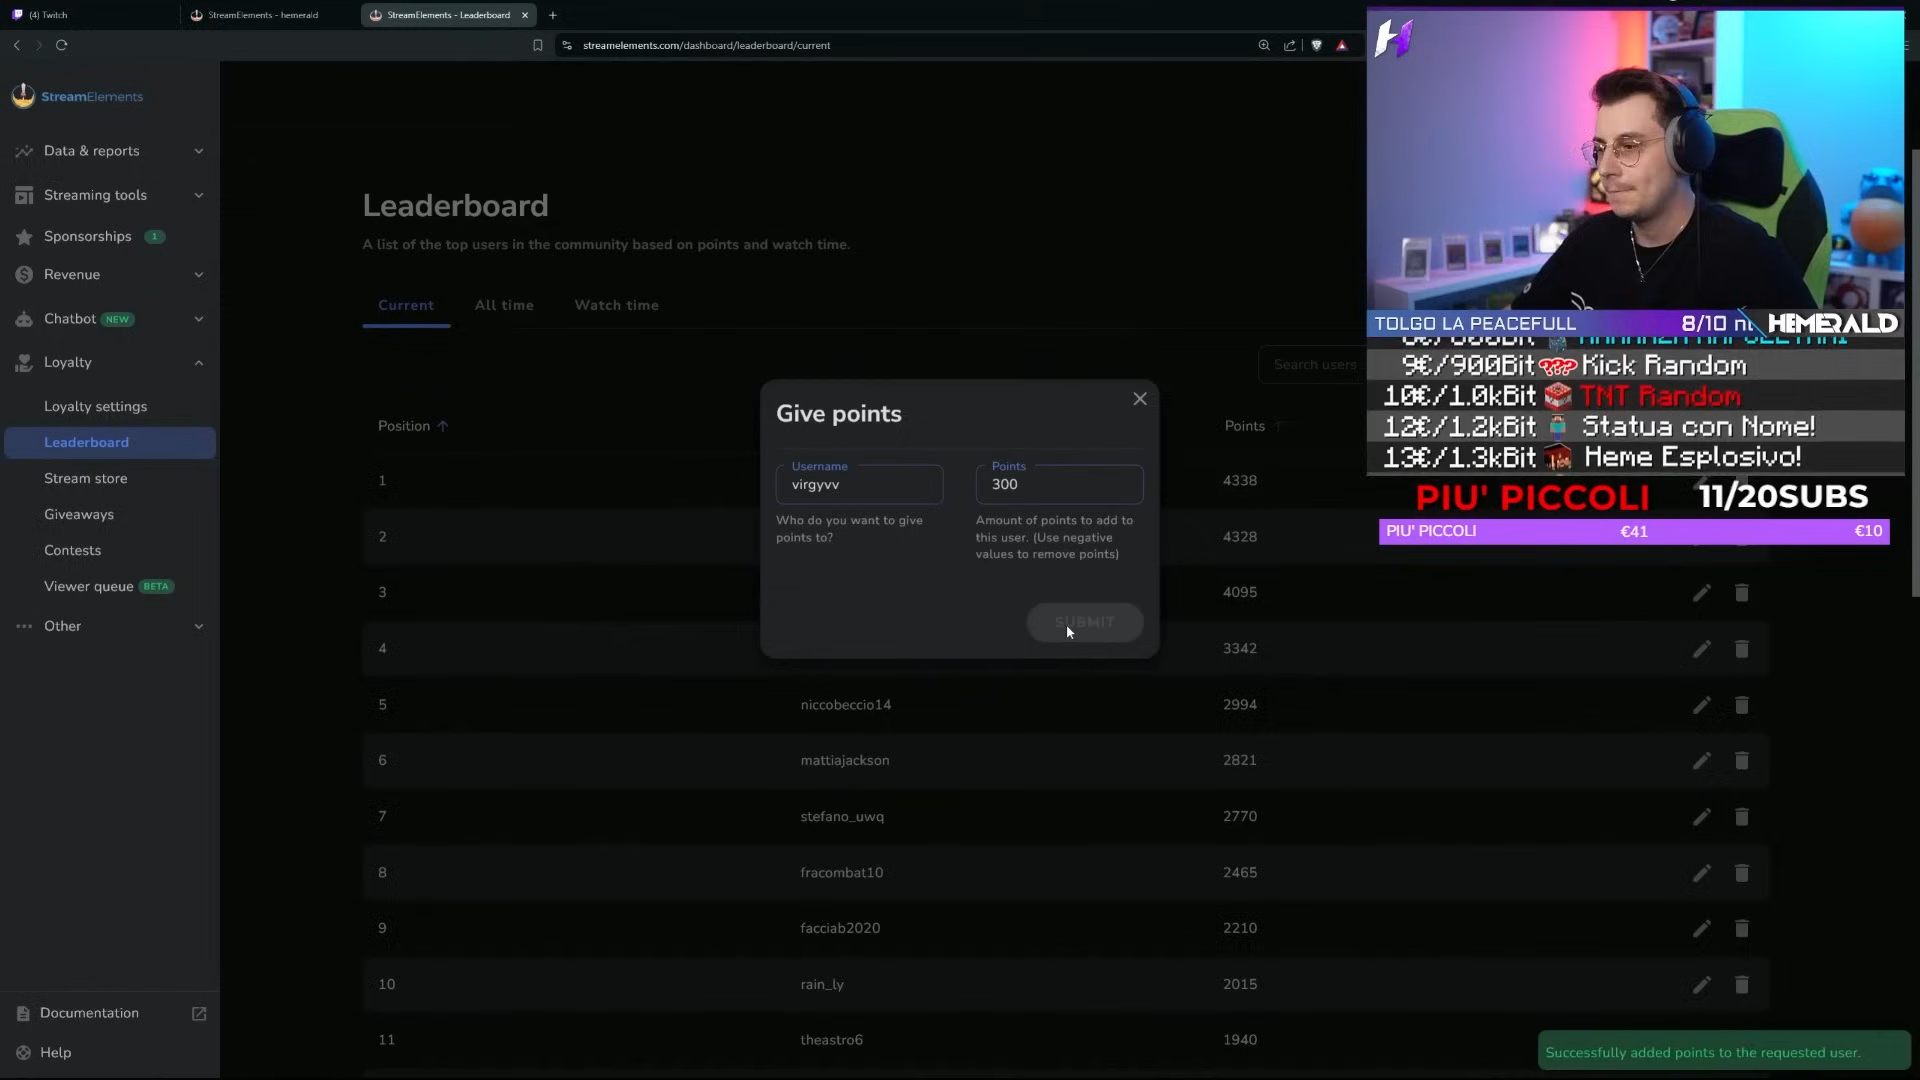 (4) Twitch
StreamElements - hemerald
StreamElements - Leaderboard
streamelements.com/dashboard/leaderboard/current
StreamElements
Data & reports
Streaming tools
Sponsorships 1
Revenue
Chatbot NEW
Loyalty
Loyalty settings
Leaderboard
Stream store
Giveaways
Contests
Viewer queue BETA
Other
Documentation
Help
Leaderboard
A list of the top users in the community based on points and watch time.
Current All time Watch time
Search users
Position Points
1 4338
2 4328
3 4095
4 3342
5 niccobeccio14 2994
6 mattiajackson 2821
7 stefano_uwq 2770
8 fracombat10 2465
9 facciab2020 2210
10 rain_ly 2015
11 theastro6 1940
Give points
Username
virgyvv
Who do you want to give
points to?
Points
300
Amount of points to add to
this user. (Use negative
values to remove points)
SUBMIT
TOLGO LA PEACEFULL 8/10
HEMERALD
9€/900Bit ??? Kick Random
10€/1.0kBit TNT Random
12€/1.2kBit Statua con Nome!
13€/1.3kBit Heme Esplosivo!
PIU' PICCOLI 11/20SUBS
PIU' PICCOLI €41 €10
Successfully added points to the requested user.